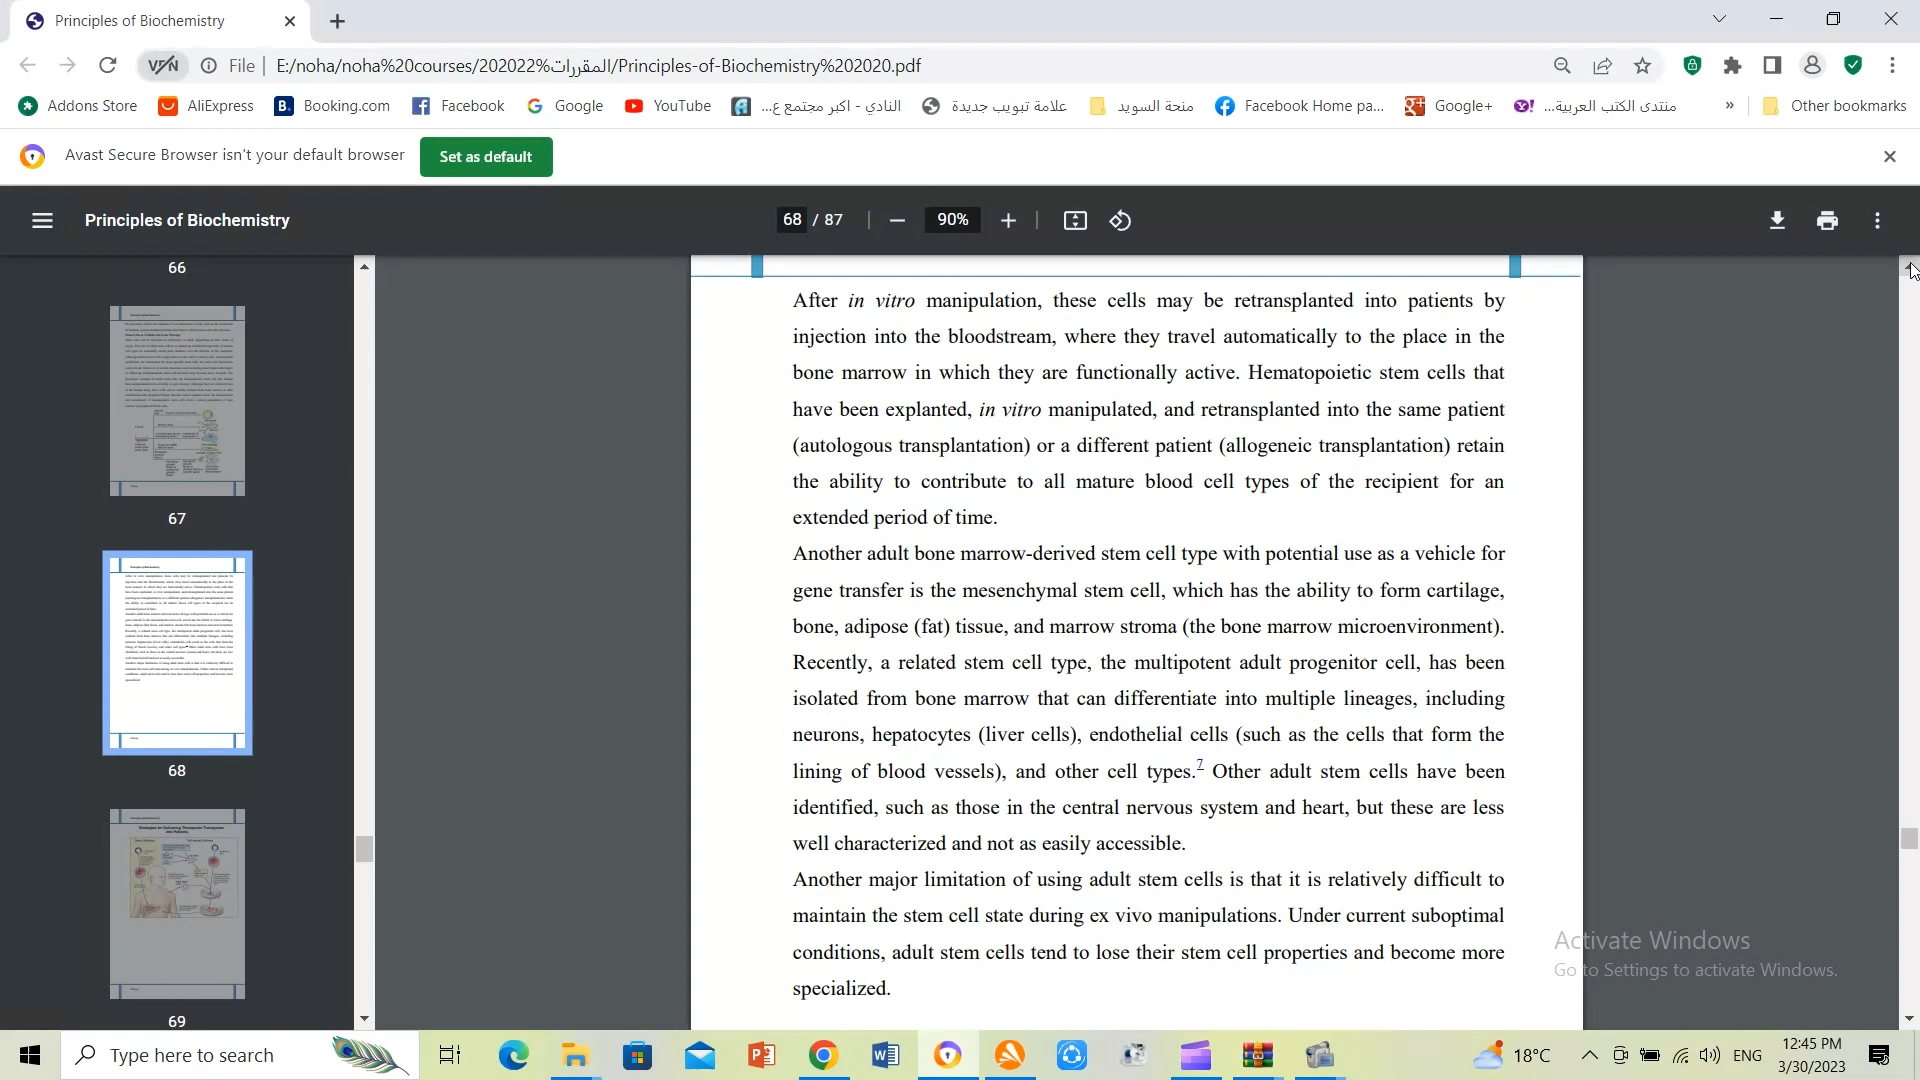 Principles of Biochemistry
VPN File E:/noha/noha%20courses/202022%المقررات/Principles-of-Biochemistry%202020.pdf
Addons Store AliExpress Booking.com Facebook Google YouTube النادي - اكبر مجتمع ع... علامة تبويب جديدة منحة السويد Facebook Home pa... Google+ منتدى الكتب العربية... » Other bookmarks
Avast Secure Browser isn't your default browser Set as default
Principles of Biochemistry 68 / 87 90%
66
67
68
Strategies for Delivering Therapeutic Transgenes
into Patients
69
After in vitro manipulation, these cells may be retransplanted into patients by
injection into the bloodstream, where they travel automatically to the place in the
bone marrow in which they are functionally active. Hematopoietic stem cells that
have been explanted, in vitro manipulated, and retransplanted into the same patient
(autologous transplantation) or a different patient (allogeneic transplantation) retain
the ability to contribute to all mature blood cell types of the recipient for an
extended period of time.
Another adult bone marrow-derived stem cell type with potential use as a vehicle for
gene transfer is the mesenchymal stem cell, which has the ability to form cartilage,
bone, adipose (fat) tissue, and marrow stroma (the bone marrow microenvironment).
Recently, a related stem cell type, the multipotent adult progenitor cell, has been
isolated from bone marrow that can differentiate into multiple lineages, including
neurons, hepatocytes (liver cells), endothelial cells (such as the cells that form the
lining of blood vessels), and other cell types.7 Other adult stem cells have been
identified, such as those in the central nervous system and heart, but these are less
well characterized and not as easily accessible.
Another major limitation of using adult stem cells is that it is relatively difficult to
maintain the stem cell state during ex vivo manipulations. Under current suboptimal
conditions, adult stem cells tend to lose their stem cell properties and become more
specialized.
Activate Windows
Go to Settings to activate Windows.
Type here to search 18°C ENG 12:45 PM
3/30/2023